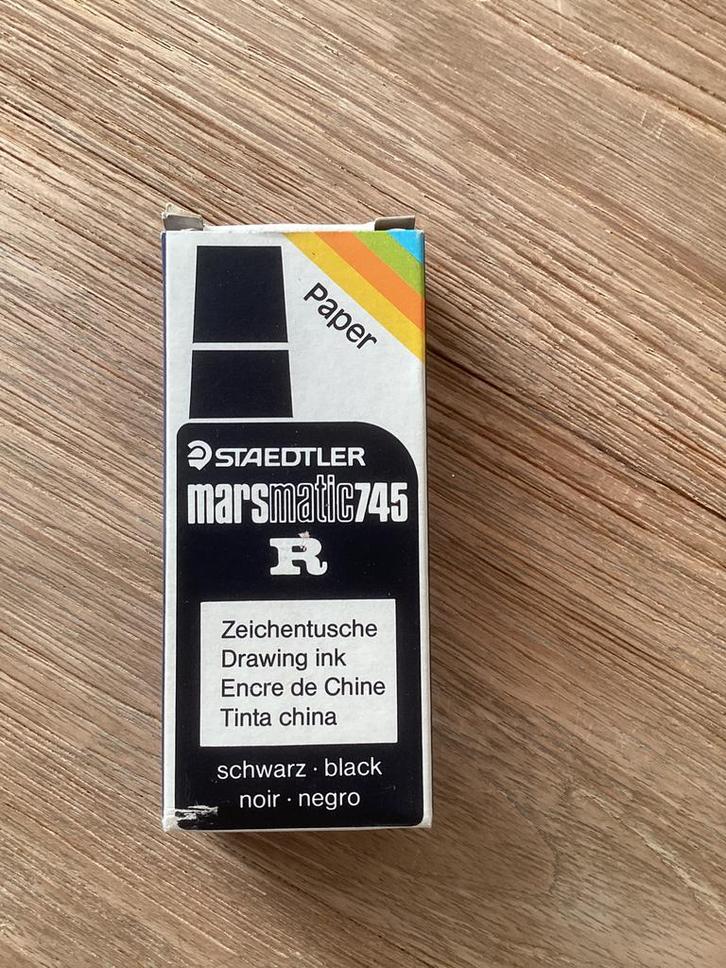 Paper
STAEDTLER
marsmatic745
R
Zeichentusche
Drawing ink
Encre de Chine
Tinta china
schwarz · black
noir · negro